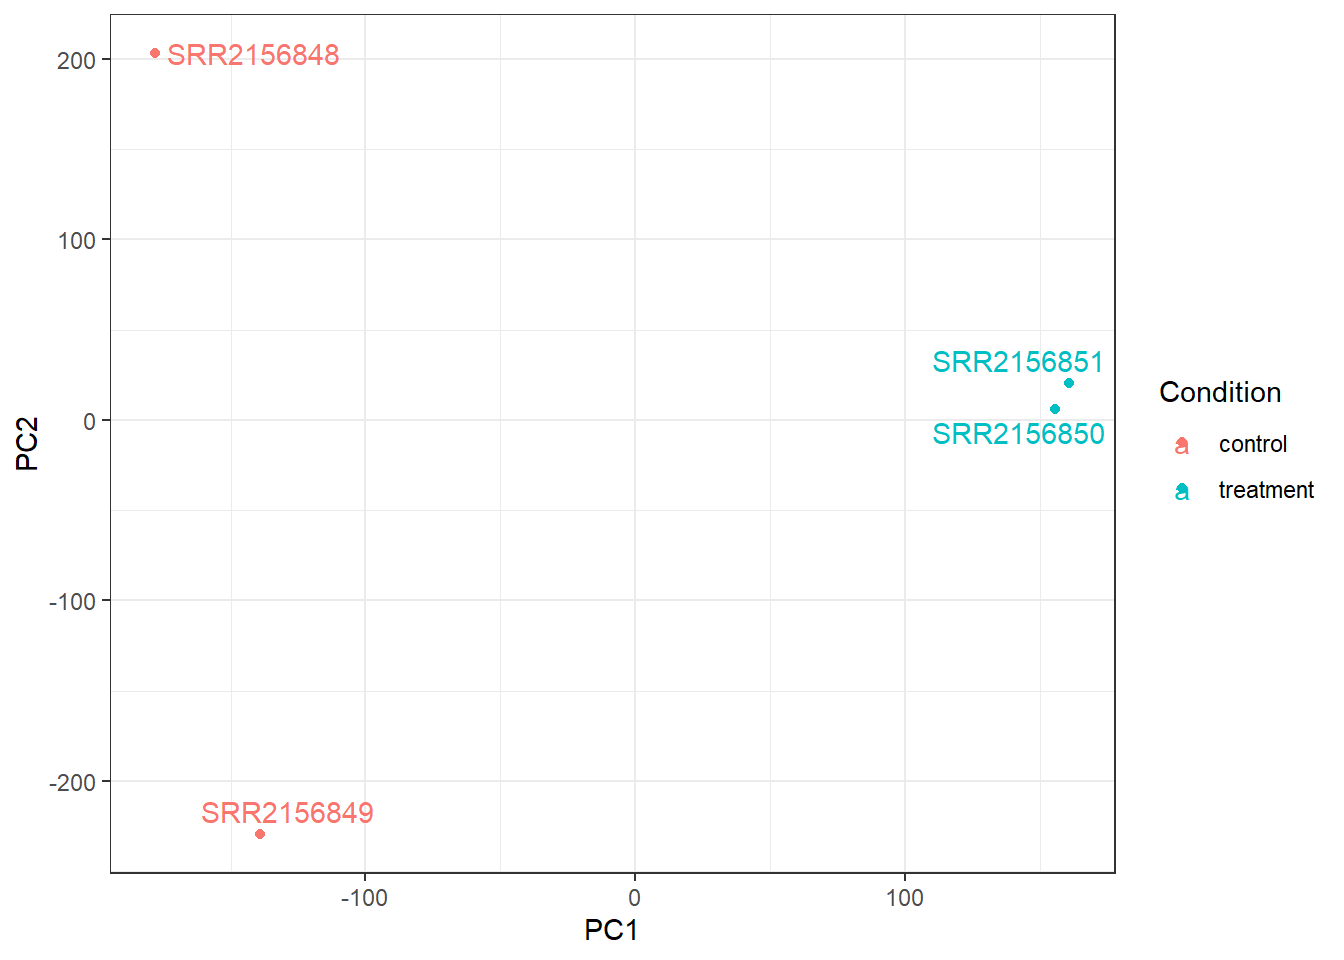 200
100
0
-100
-200
PC2
SRR2156848
SRR2156851
SRR2156850
SRR2156849
-100
0
100
PC1
Condition
a control
a treatment